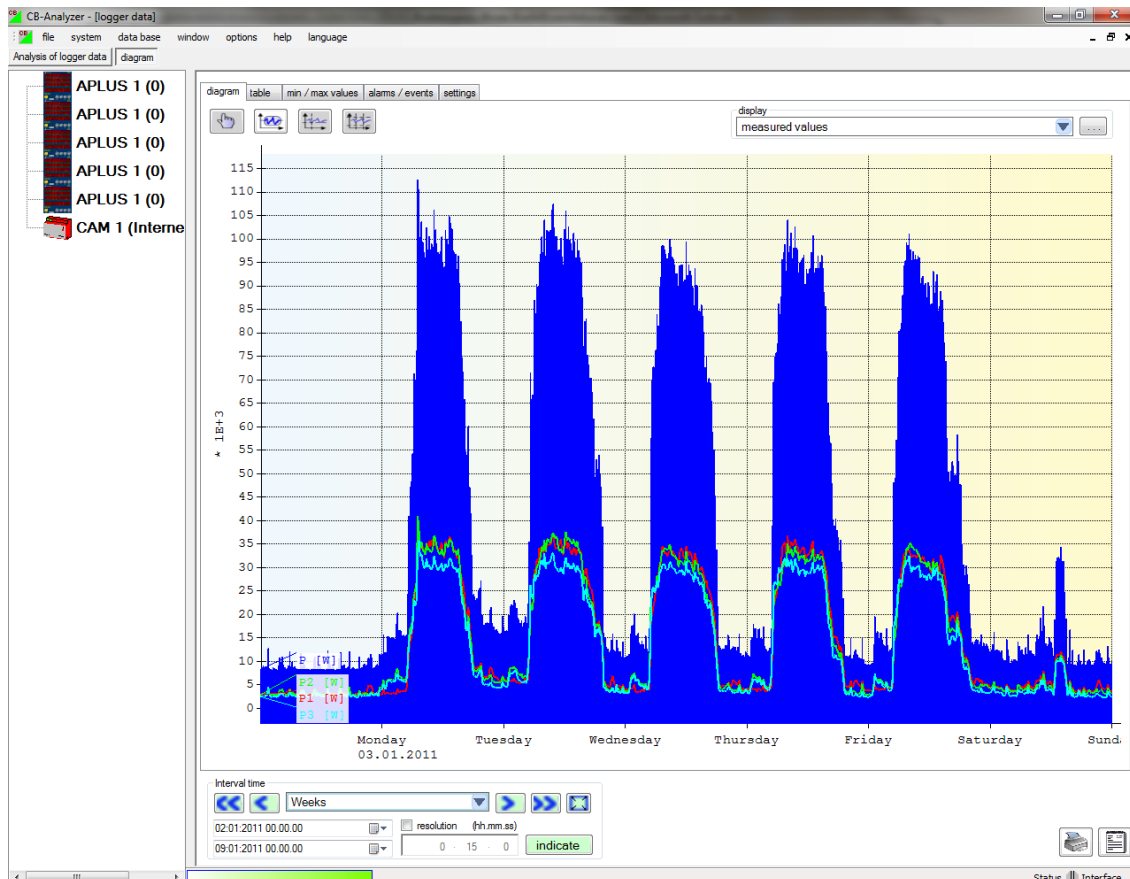 CB-Analyzer - [logger data]
file system data base window options help language
Analysis of logger data diagram
APLUS 1 (0)
APLUS 1 (0)
APLUS 1 (0)
APLUS 1 (0)
APLUS 1 (0)
CAM 1 (Interne
diagram table min / max values alarms / events settings
display
measured values
...
115
110
105
100
95
90
85
80
75
70
65
60
55
50
45
40
35
30
25
20
15
10
5
0
* 1E+3
P [W]
P2 [W]
P1 [W]
P3 [W]
Monday Tuesday Wednesday Thursday Friday Saturday Sund
03.01.2011
Interval time
Weeks
02:01:2011 00.00.00
09:01:2011 00.00.00
resolution (hh.mm.ss)
0 · 15 · 0
indicate
Status Interface